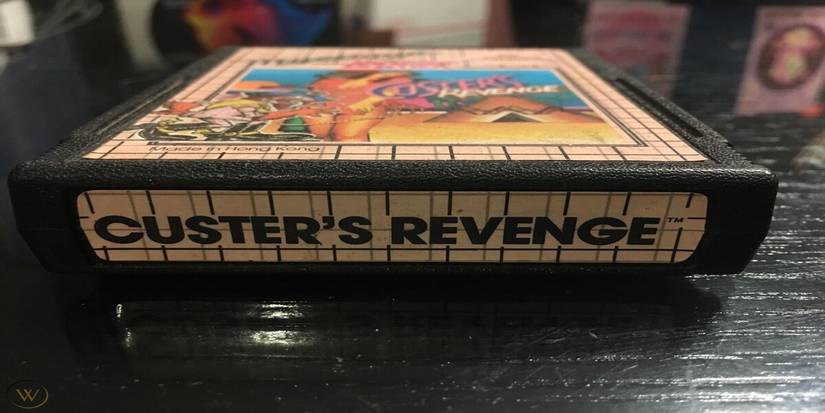 CUSTER'S
REVENGE
Made in Hong Kong
CUSTER'S REVENGE™
W